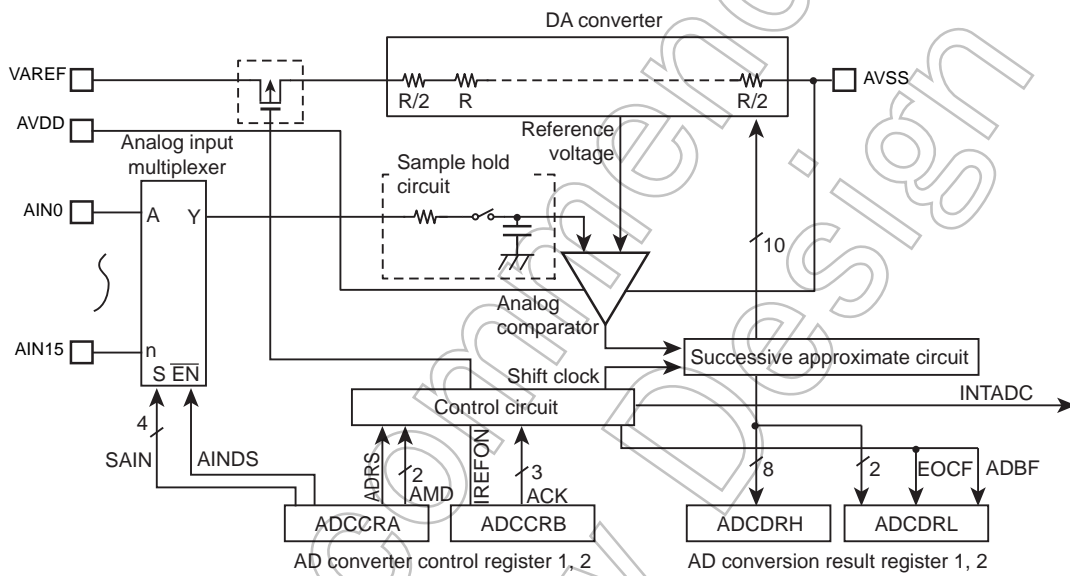 DA converter
VAREF
AVSS
R/2
R
R/2
AVDD
Reference
voltage
Analog input
multiplexer
Sample hold
circuit
AIN0
A
Y
10
Analog
comparator
AIN15
n
S EN
Shift clock
Successive approximate circuit
INTADC
Control circuit
4
SAIN
AINDS
ADRS
2
AMD
IREFON
3
ACK
8
2
EOCF
ADBF
ADCCRA
ADCCRB
ADCDRH
ADCDRL
AD converter control register 1, 2
AD conversion result register 1, 2
commen
Design